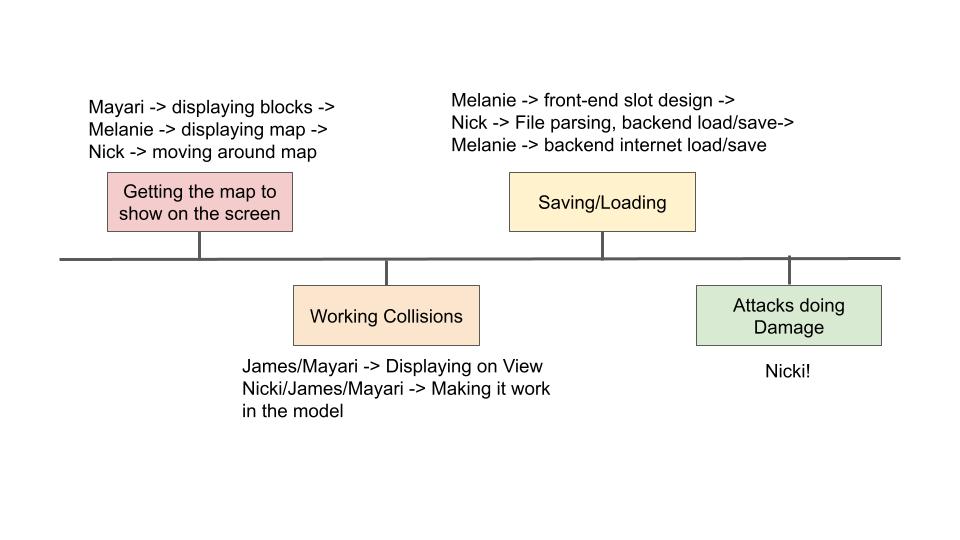 Mayari -> displaying blocks ->
Melanie -> displaying map ->
Nick -> moving around map
Getting the map to
show on the screen
Working Collisions
James/Mayari -> Displaying on View
Nicki/James/Mayari -> Making it work
in the model
Melanie -> front-end slot design ->
Nick -> File parsing, backend load/save->
Melanie -> backend internet load/save
Saving/Loading
Attacks doing
Damage
Nicki!